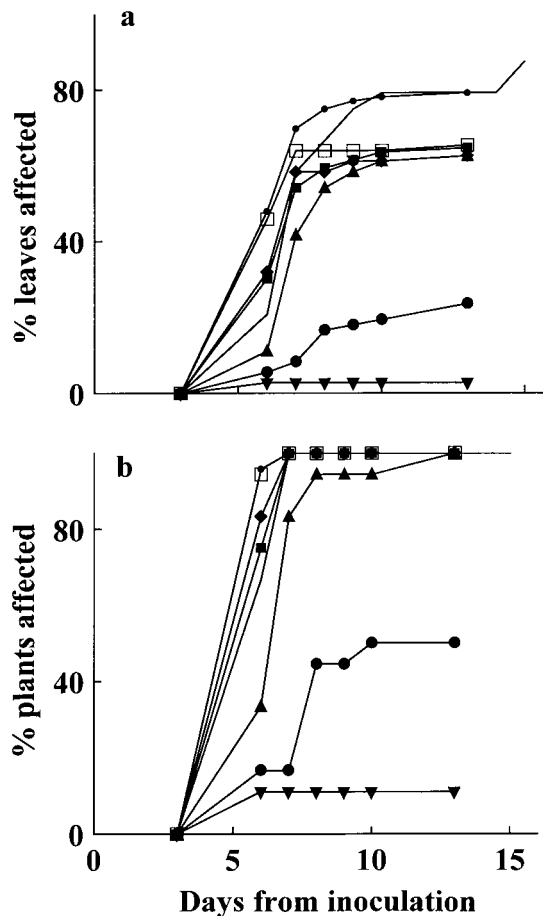 a
80
40
0
% leaves affected
b
80
40
0
% plants affected
0 5 10 15
Days from inoculation